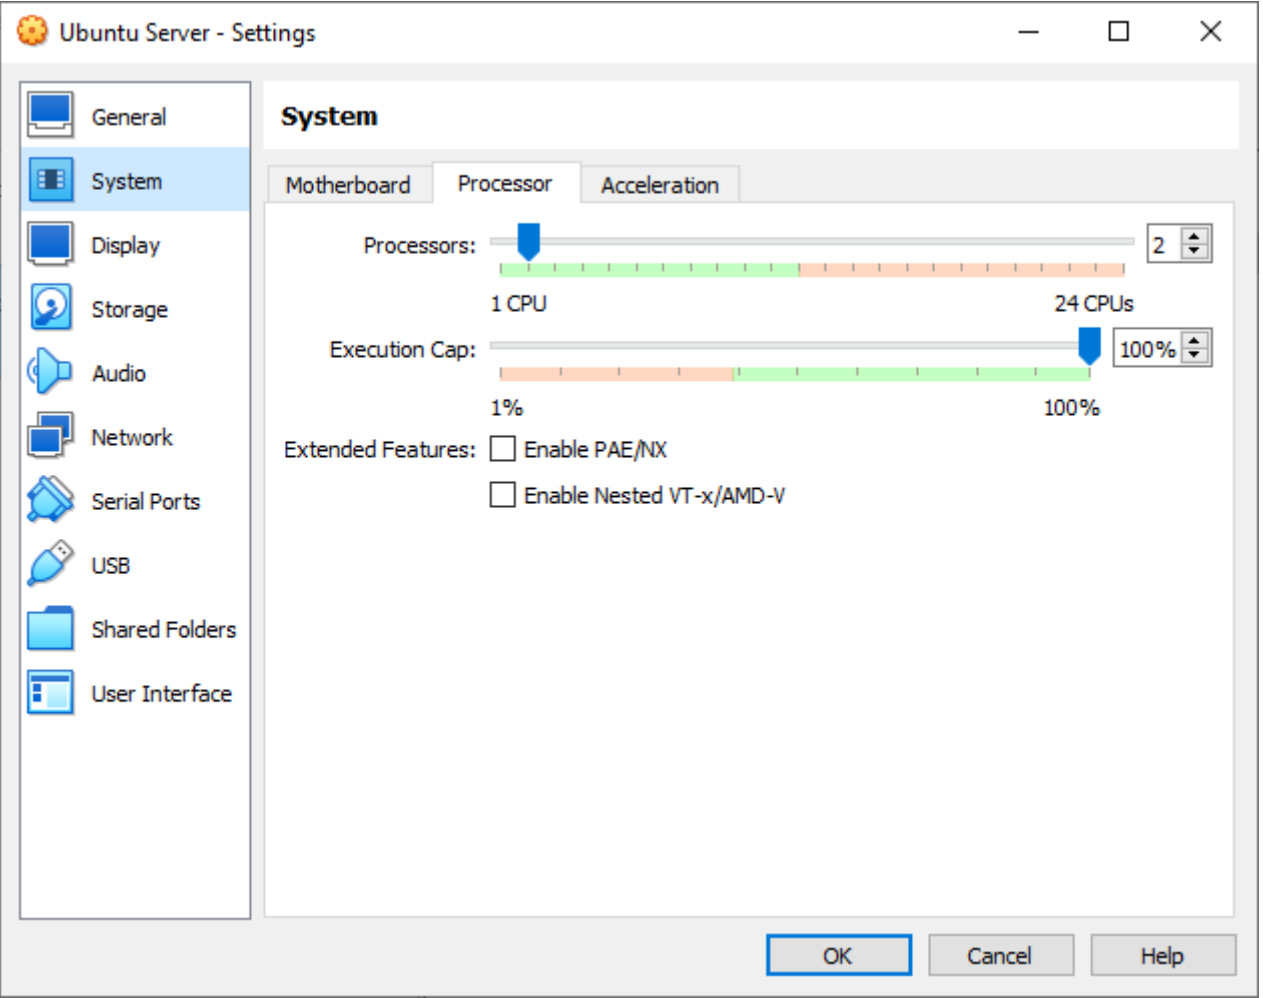 Ubuntu Server - Settings
General
System
Display
Storage
Audio
Network
Serial Ports
USB
Shared Folders
User Interface
System
Motherboard Processor Acceleration
Processors: 2
1 CPU 24 CPUs
Execution Cap: 100%
1% 100%
Extended Features: Enable PAE/NX
Enable Nested VT-x/AMD-V
OK Cancel Help